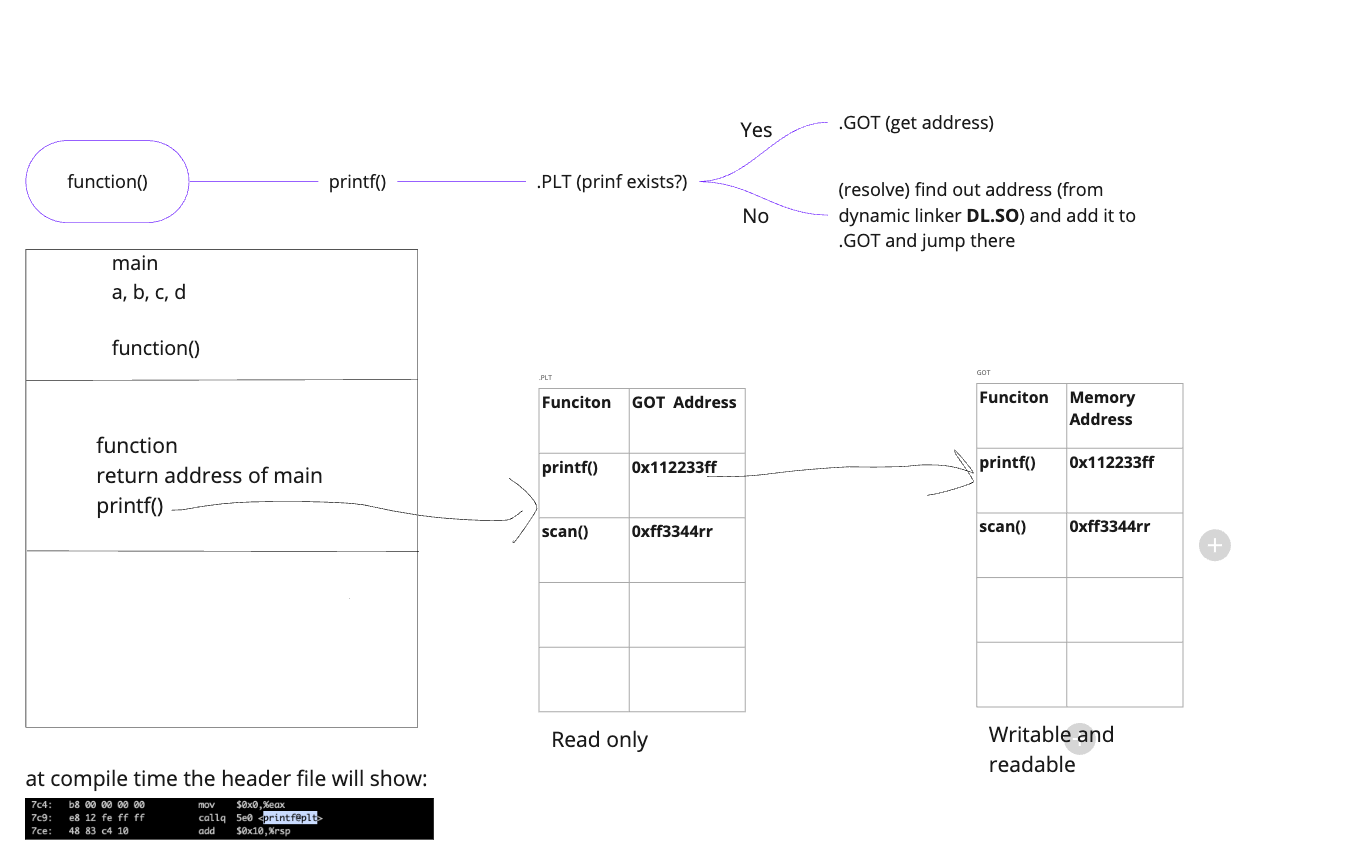 function()
printf()
.PLT (prinf exists?)
Yes
.GOT (get address)
No
(resolve) find out address (from
dynamic linker DL.SO) and add it to
.GOT and jump there
main
a, b, c, d
function()
function
return address of main
printf()
.PLT
Funciton GOT Address
printf() 0x112233ff
scan() 0xff3344rr
Read only
GOT
Funciton Memory
Address
printf() 0x112233ff
scan() 0xff3344rr
Writable and
readable
at compile time the header file will show:
7c4: b8 00 00 00 00 mov $0x0,%eax
7c9: e8 12 fe ff ff callq 5e0 <printf@plt>
7ce: 48 83 c4 10 add $0x10,%rsp